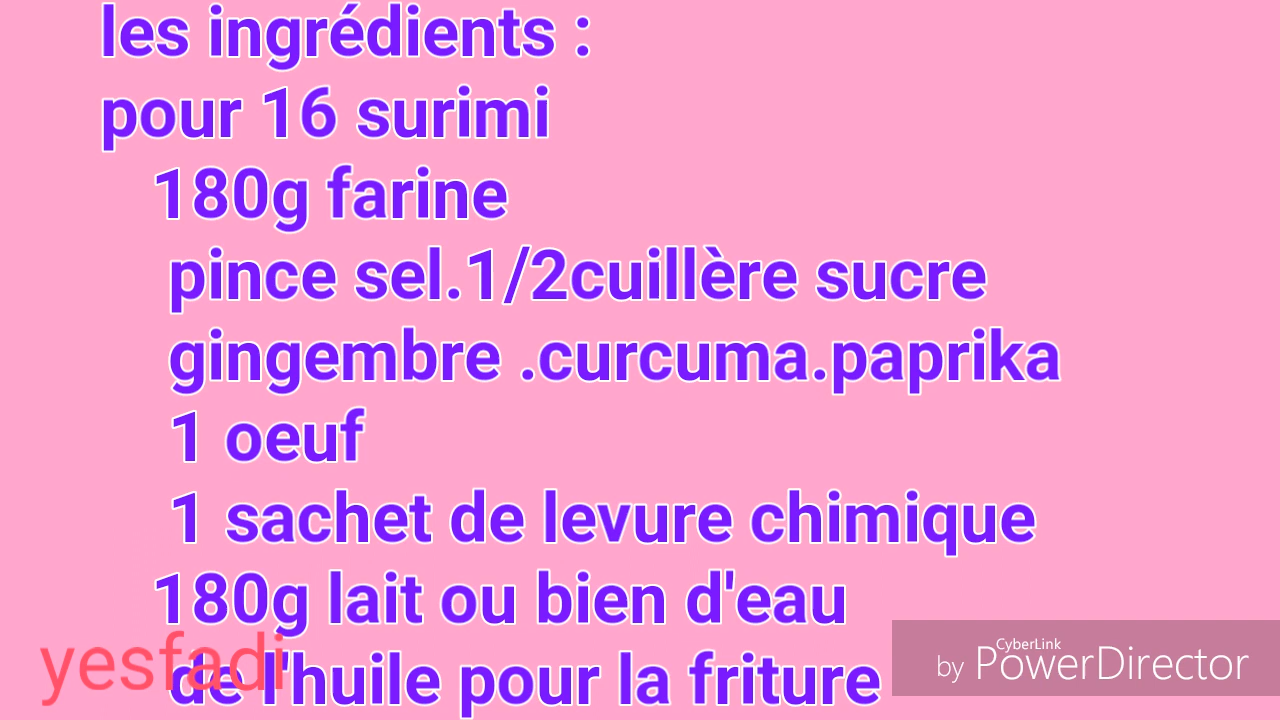 les ingrédients :
pour 16 surimi
180g farine
pince sel.1/2cuillère sucre
gingembre .curcuma.paprika
1 oeuf
1 sachet de levure chimique
180g lait ou bien d'eau
de l'huile pour la friture
yesfadi
by CyberLink PowerDirector